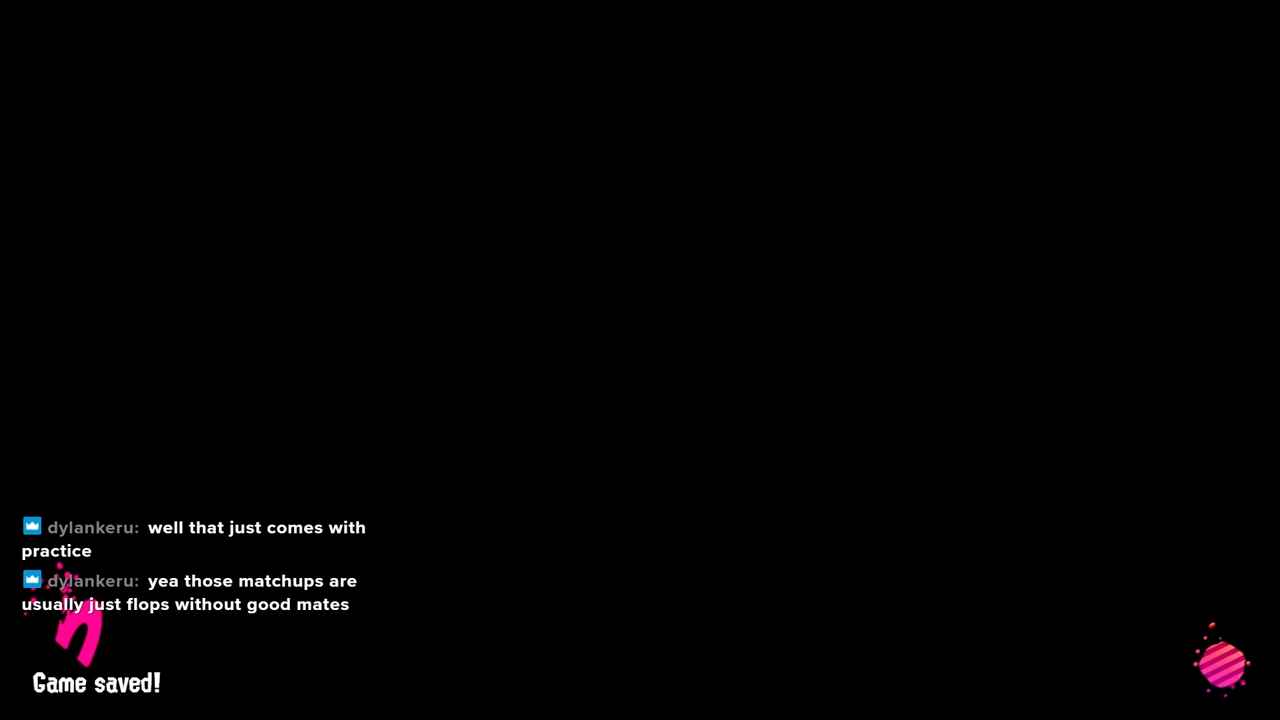 dylankeru: well that just comes with
practice
dylankeru: yea those matchups are
usually just flops without good mates
Game saved!